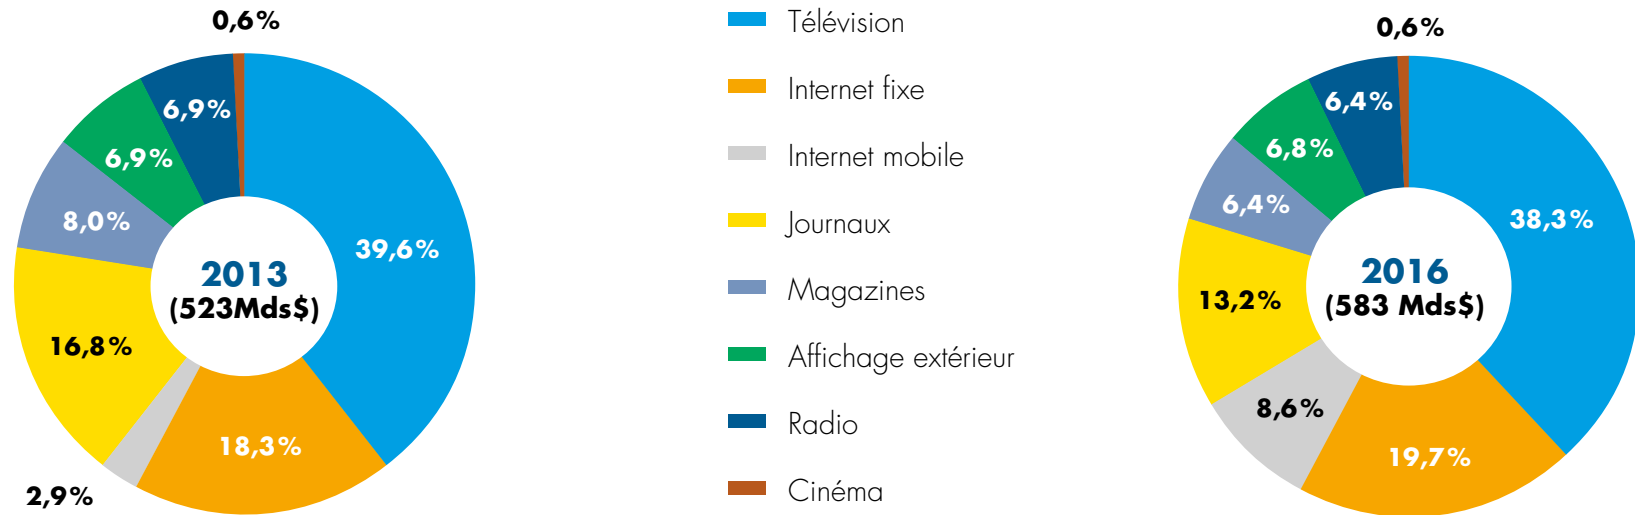 0,6%
6,9%
6,9%
8,0%
39,6%
2013
(523Mds$)
16,8%
18,3%
2,9%
Télévision
Internet fixe
Internet mobile
Journaux
Magazines
Affichage extérieur
Radio
Cinéma
0,6%
6,4%
6,8%
6,4%
38,3%
2016
(583 Mds$)
13,2%
8,6%
19,7%